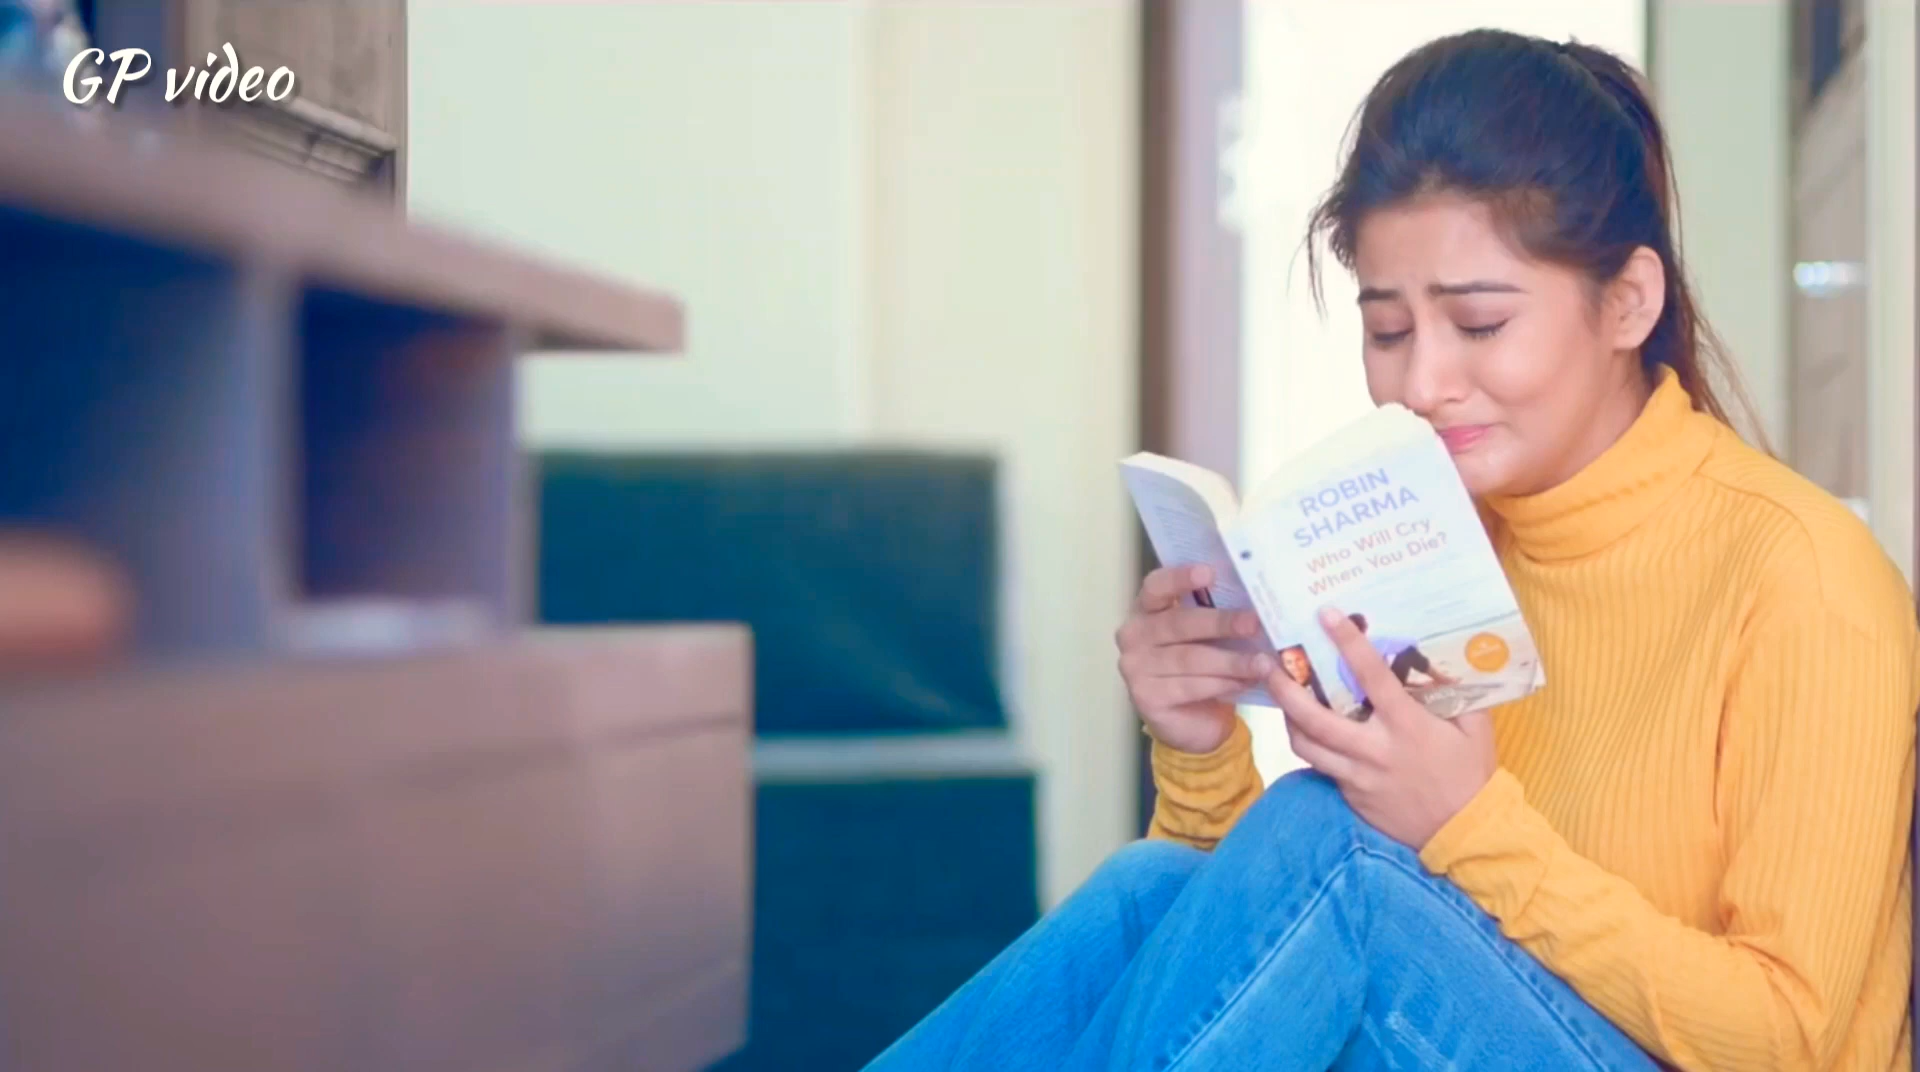 GP video
ROBIN
SHARMA
Who Will Cry
When You Die?